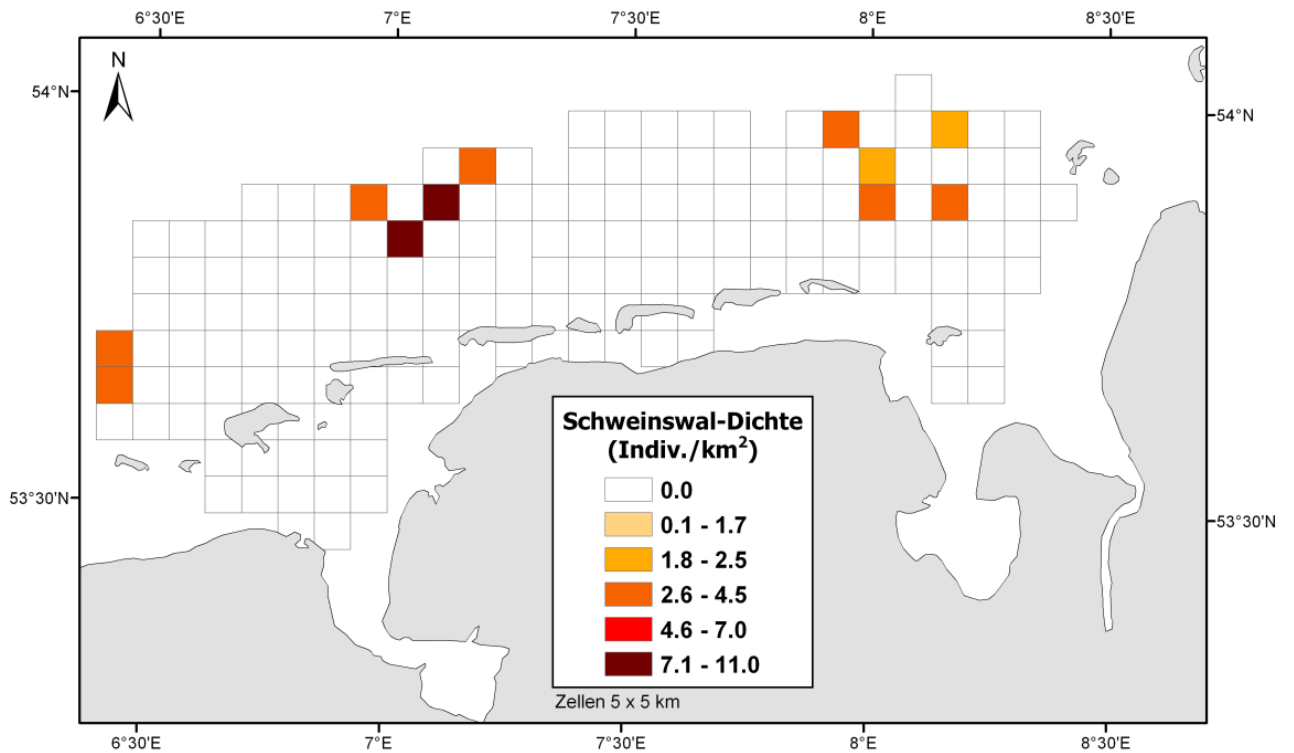 6°30'E 7°E 7°30'E 8°E 8°30'E
N
54°N
54°N
Schweinswal-Dichte
(Indiv./km²)
0.0
0.1 - 1.7
53°30'N
53°30'N
1.8 - 2.5
2.6 - 4.5
4.6 - 7.0
7.1 - 11.0
Zellen 5 x 5 km
6°30'E 7°E 7°30'E 8°E 8°30'E